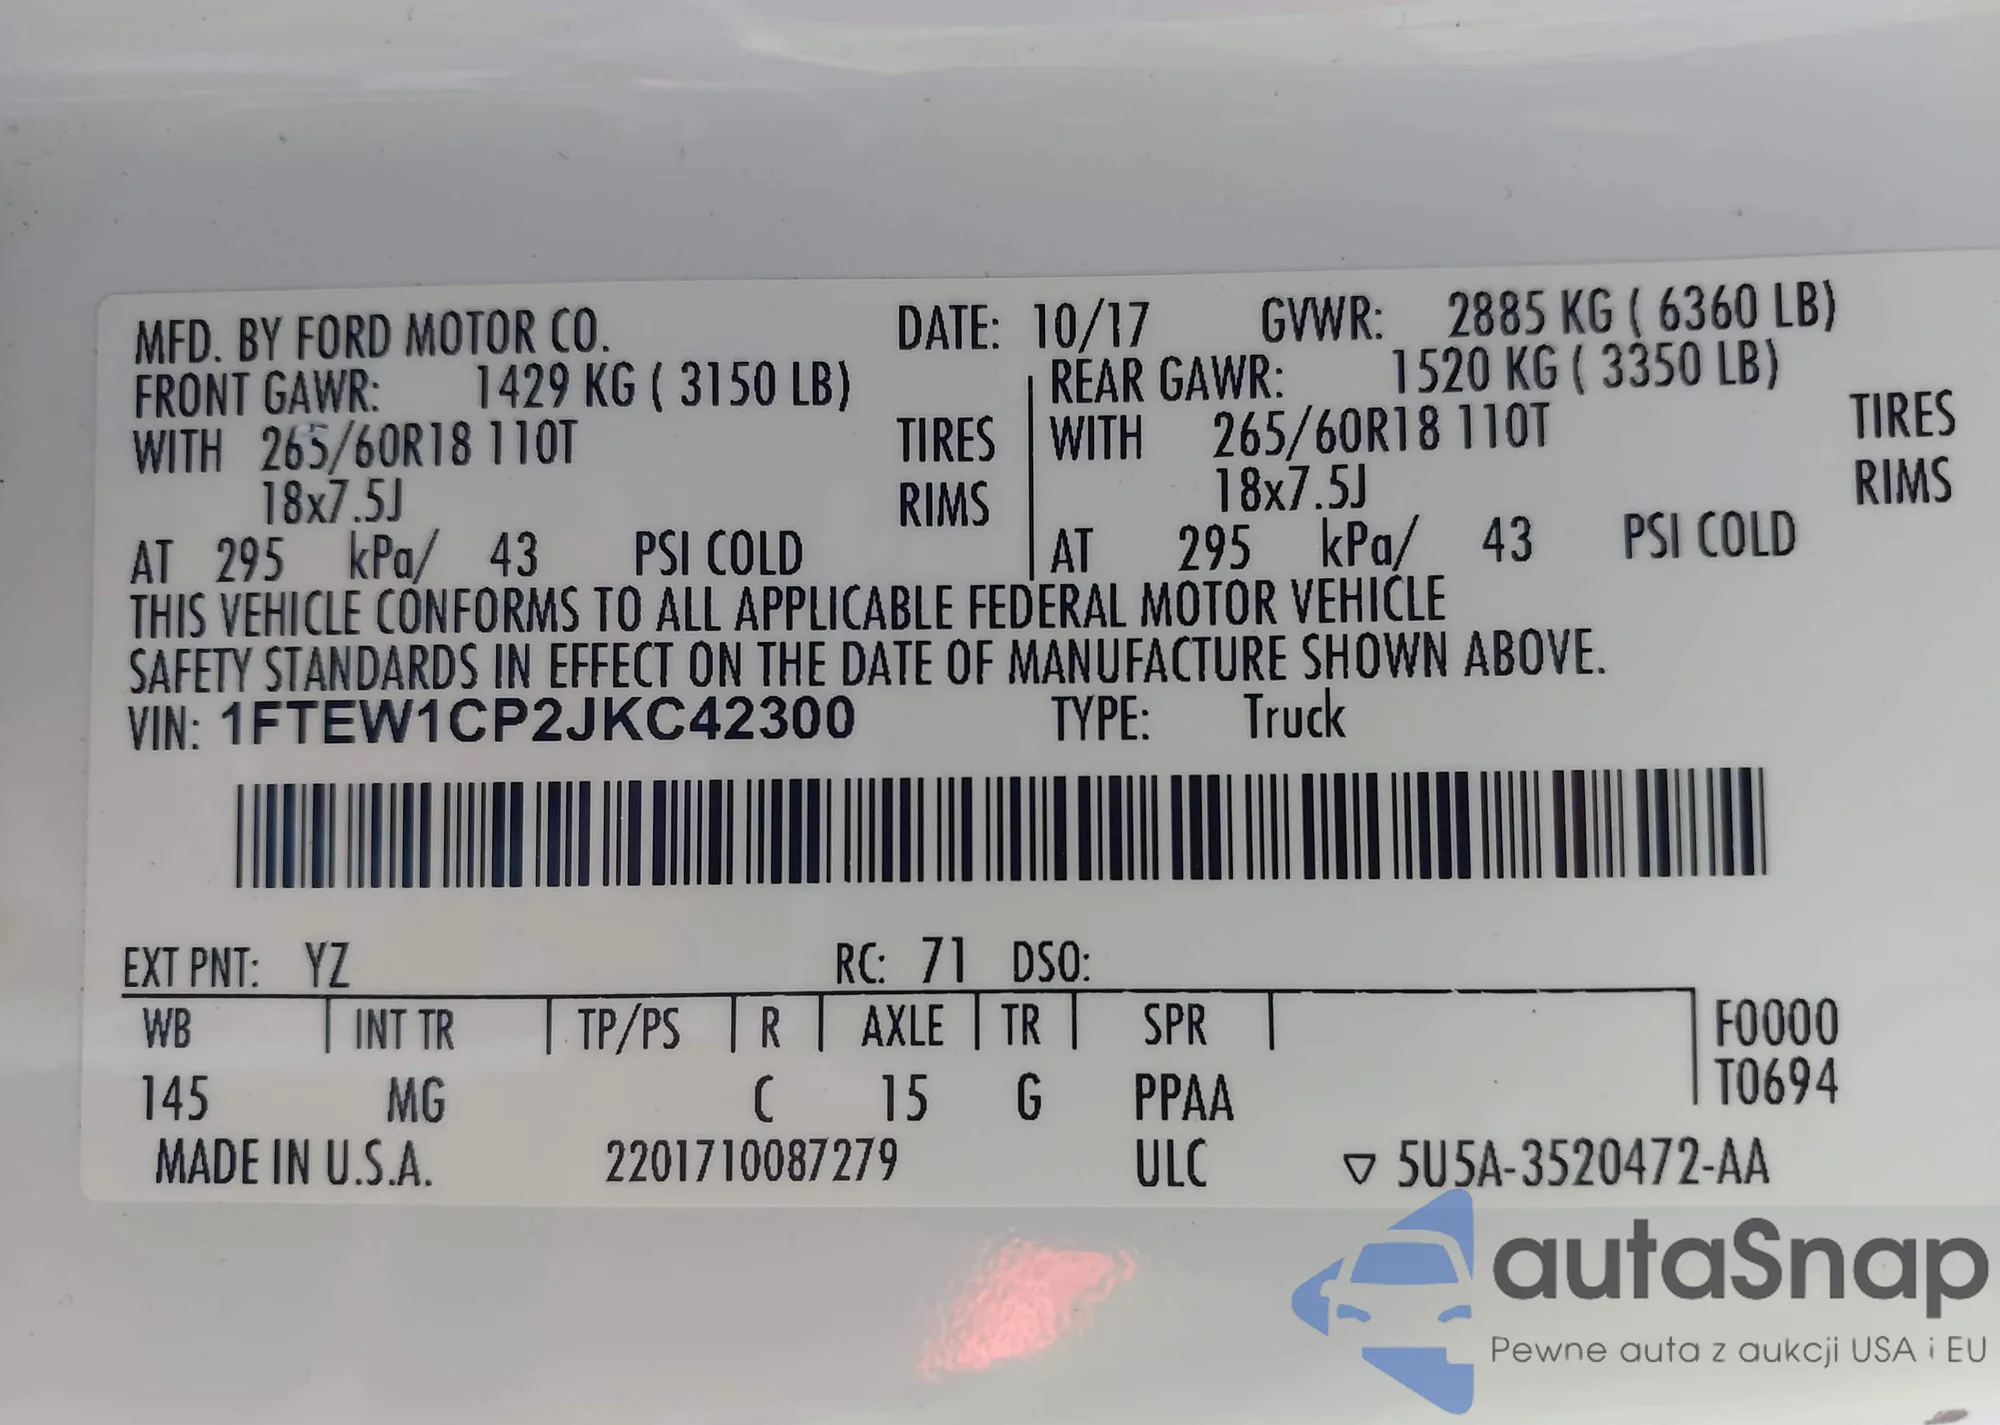 MFD. BY FORD MOTOR CO. DATE: 10/17 GVWR: 2885 KG ( 6360 LB)
FRONT GAWR: 1429 KG ( 3150 LB) REAR GAWR: 1520 KG ( 3350 LB)
WITH 265/60R18 110T TIRES WITH 265/60R18 110T TIRES
18x7.5J RIMS 18x7.5J RIMS
AT 295 kPa/ 43 PSI COLD AT 295 kPa/ 43 PSI COLD
THIS VEHICLE CONFORMS TO ALL APPLICABLE FEDERAL MOTOR VEHICLE
SAFETY STANDARDS IN EFFECT ON THE DATE OF MANUFACTURE SHOWN ABOVE.
VIN: 1FTEW1CP2JKC42300 TYPE: Truck
EXT PNT: YZ RC: 71 DSO:
WB INT TR TP/PS R AXLE TR SPR F0000
T0694
145 MG C 15 G PPAA
MADE IN U.S.A. 2201710087279 ULC ▽ 5U5A-3520472-AA
autaSnap
Pewne auta z aukcji USA i EU